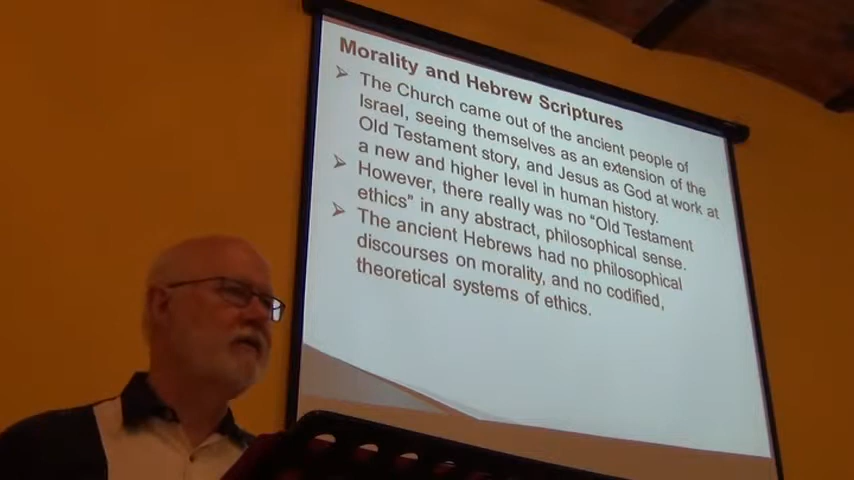 Morality and Hebrew Scriptures
➢ The Church came out of the ancient people of
Israel, seeing themselves as an extension of the
Old Testament story, and Jesus as God at work at
a new and higher level in human history.
➢ However, there really was no “Old Testament
ethics” in any abstract, philosophical sense.
➢ The ancient Hebrews had no philosophical
discourses on morality, and no codified,
theoretical systems of ethics.